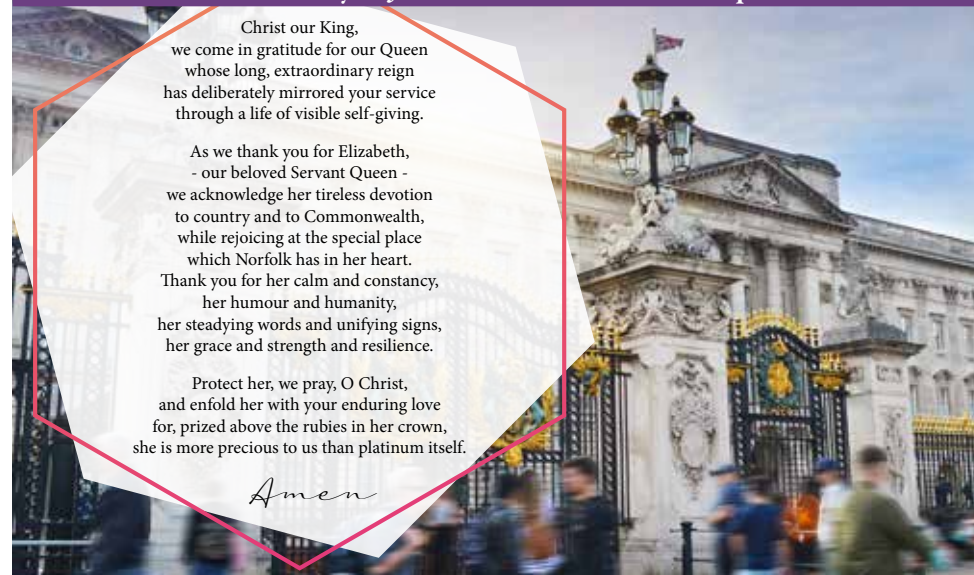 Christ our King,
we come in gratitude for our Queen
whose long, extraordinary reign
has deliberately mirrored your service
through a life of visible self-giving.
As we thank you for Elizabeth,
- our beloved Servant Queen -
we acknowledge her tireless devotion
to country and to Commonwealth,
while rejoicing at the special place
which Norfolk has in her heart.
Thank you for her calm and constancy,
her humour and humanity,
her steadying words and unifying signs,
her grace and strength and resilience.
Protect her, we pray, O Christ,
and enfold her with your enduring love
for, prized above the rubies in her crown,
she is more precious to us than platinum itself.
Amen